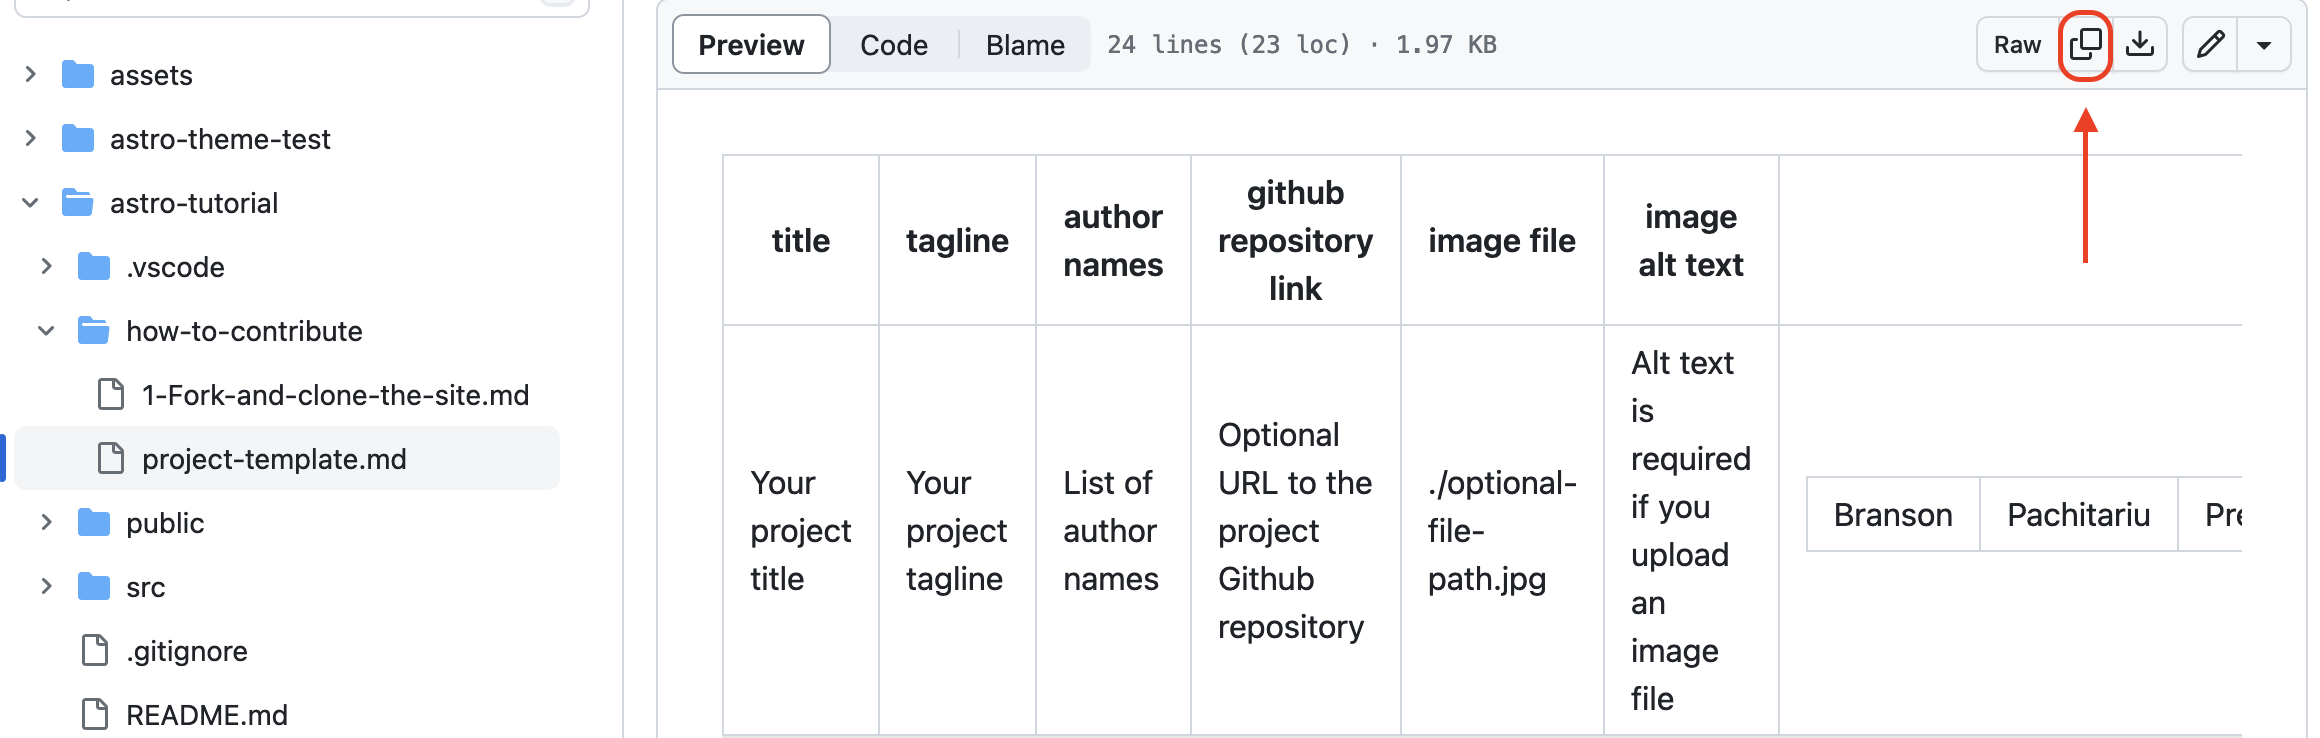 assets
astro-theme-test
astro-tutorial
.vscode
how-to-contribute
1-Fork-and-clone-the-site.md
project-template.md
public
src
.gitignore
README.md
Preview Code Blame 24 lines (23 loc) · 1.97 KB Raw
title
tagline
author
names
github
repository
link
image file
image
alt text
Your
project
title
Your
project
tagline
List of
author
names
Optional
URL to the
project
Github
repository
./optional-
file-
path.jpg
Alt text
is
required
if you
upload
an
image
file
Branson Pachitariu